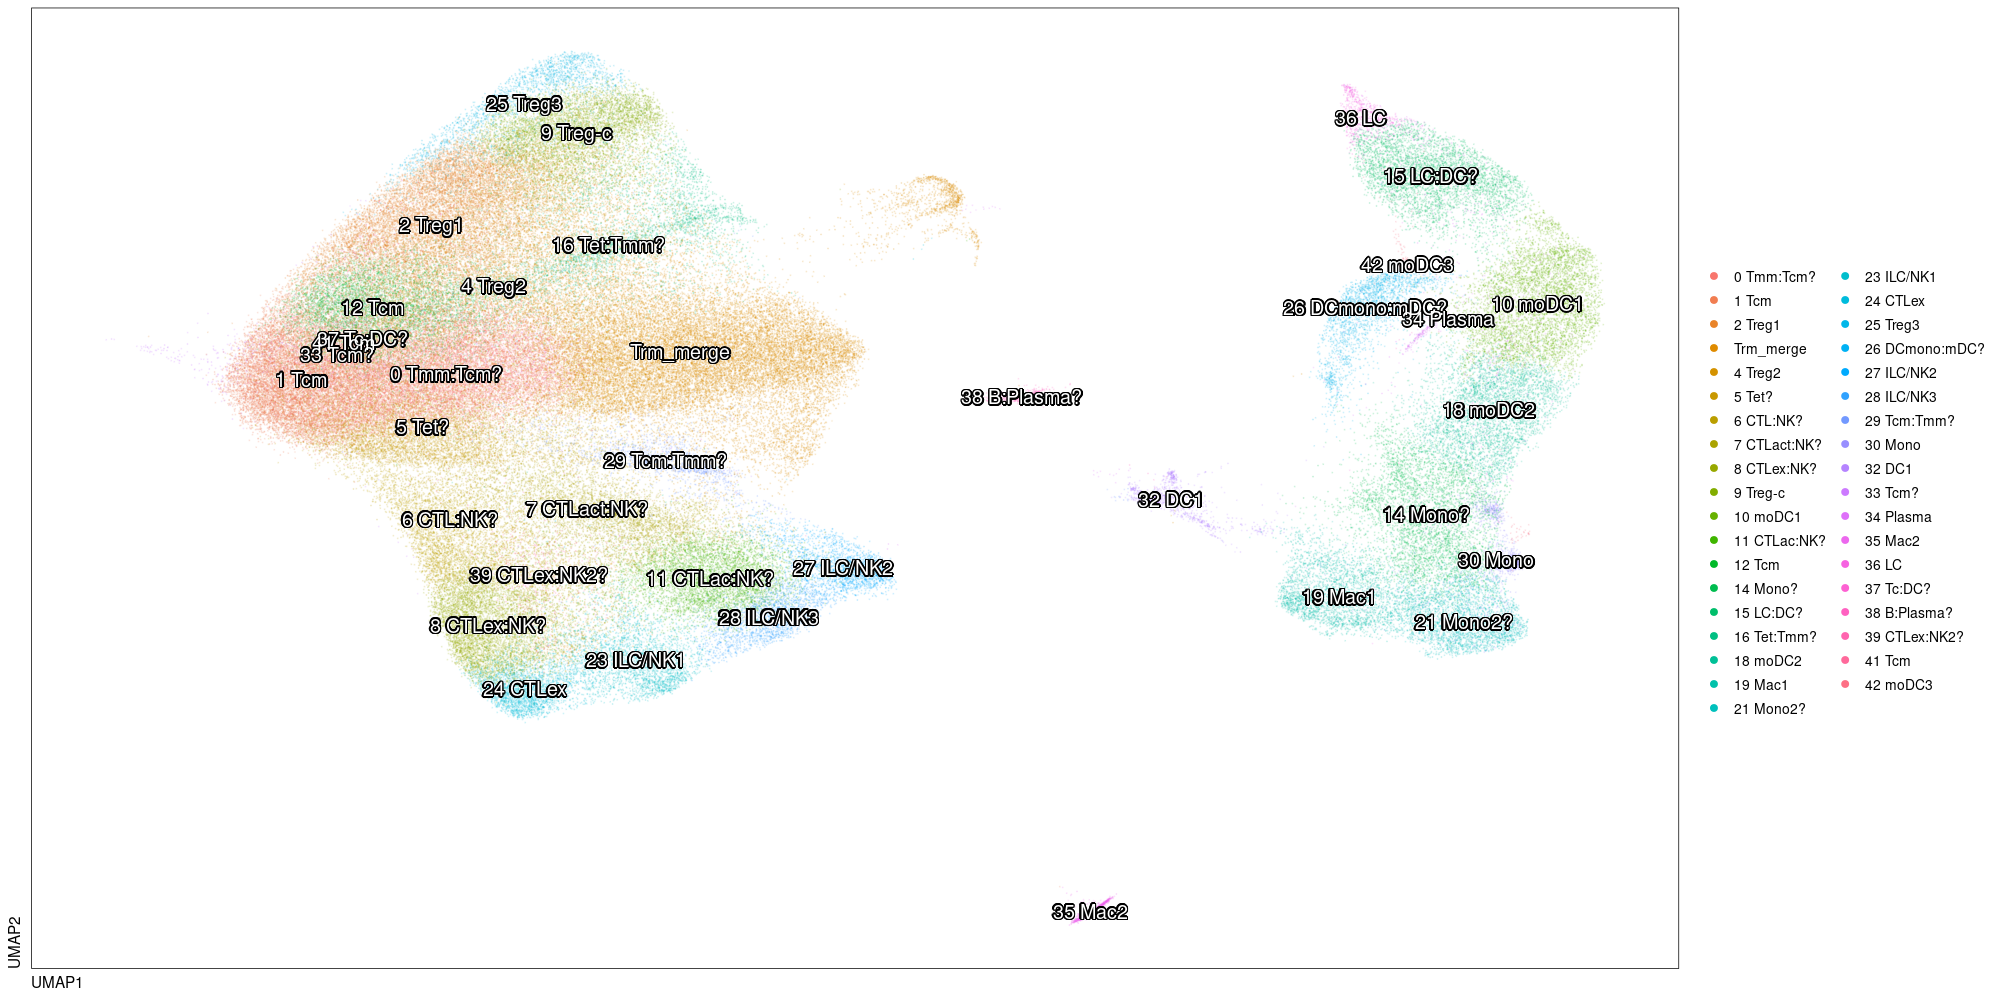 25 Treg3
9 Treg-c
36 LC
15 LC:DC?
2 Treg1
16 Tet:Tmm?
42 moDC3
4 Treg2
12 Tcm
26 DCmono:mDC?
10 moDC1
34 Plasma
37 Tc:DC?
41 Tcm
33 Tcm?
Trm_merge
1 Tcm
0 Tmm:Tcm?
38 B:Plasma?
18 moDC2
5 Tet?
29 Tcm:Tmm?
32 DC1
7 CTLact:NK?
6 CTL:NK?
14 Mono?
30 Mono
27 ILC/NK2
39 CTLex:NK2?
11 CTLac:NK?
19 Mac1
28 ILC/NK3
8 CTLex:NK?
21 Mono2?
23 ILC/NK1
24 CTLex
35 Mac2
UMAP2
UMAP1
0 Tmm:Tcm?
1 Tcm
2 Treg1
Trm_merge
4 Treg2
5 Tet?
6 CTL:NK?
7 CTLact:NK?
8 CTLex:NK?
9 Treg-c
10 moDC1
11 CTLac:NK?
12 Tcm
14 Mono?
15 LC:DC?
16 Tet:Tmm?
18 moDC2
19 Mac1
21 Mono2?
23 ILC/NK1
24 CTLex
25 Treg3
26 DCmono:mDC?
27 ILC/NK2
28 ILC/NK3
29 Tcm:Tmm?
30 Mono
32 DC1
33 Tcm?
34 Plasma
35 Mac2
36 LC
37 Tc:DC?
38 B:Plasma?
39 CTLex:NK2?
41 Tcm
42 moDC3